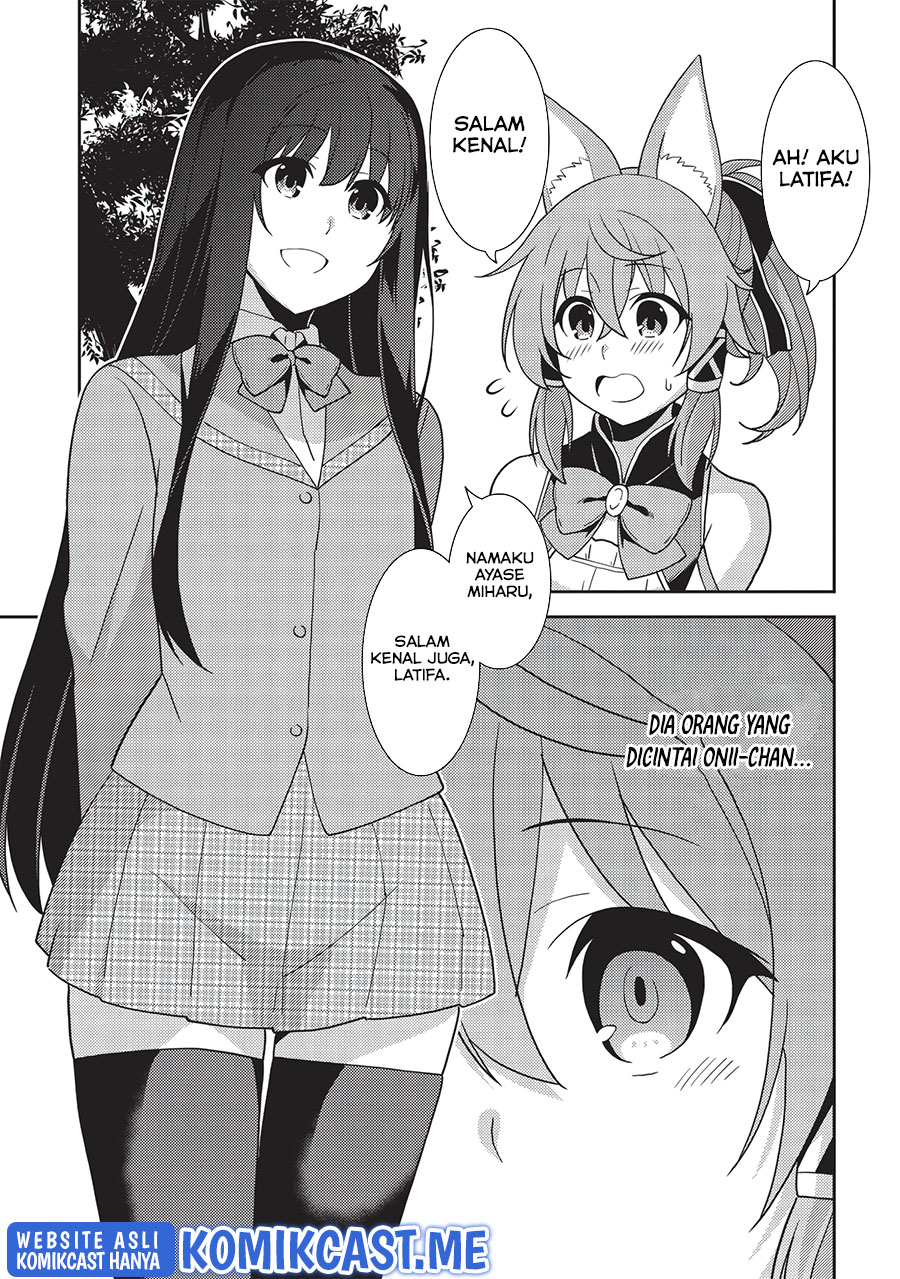 AH! AKU
LATIFA!
SALAM
KENAL!
NAMAKU
AYASE
MIHARU,
SALAM
KENAL JUGA,
LATIFA.
DIA ORANG YANG
DICINTAI ONII-CHAN...
WEBSITE ASLI
KOMIKCAST HANYA
KOMIKCAST.ME